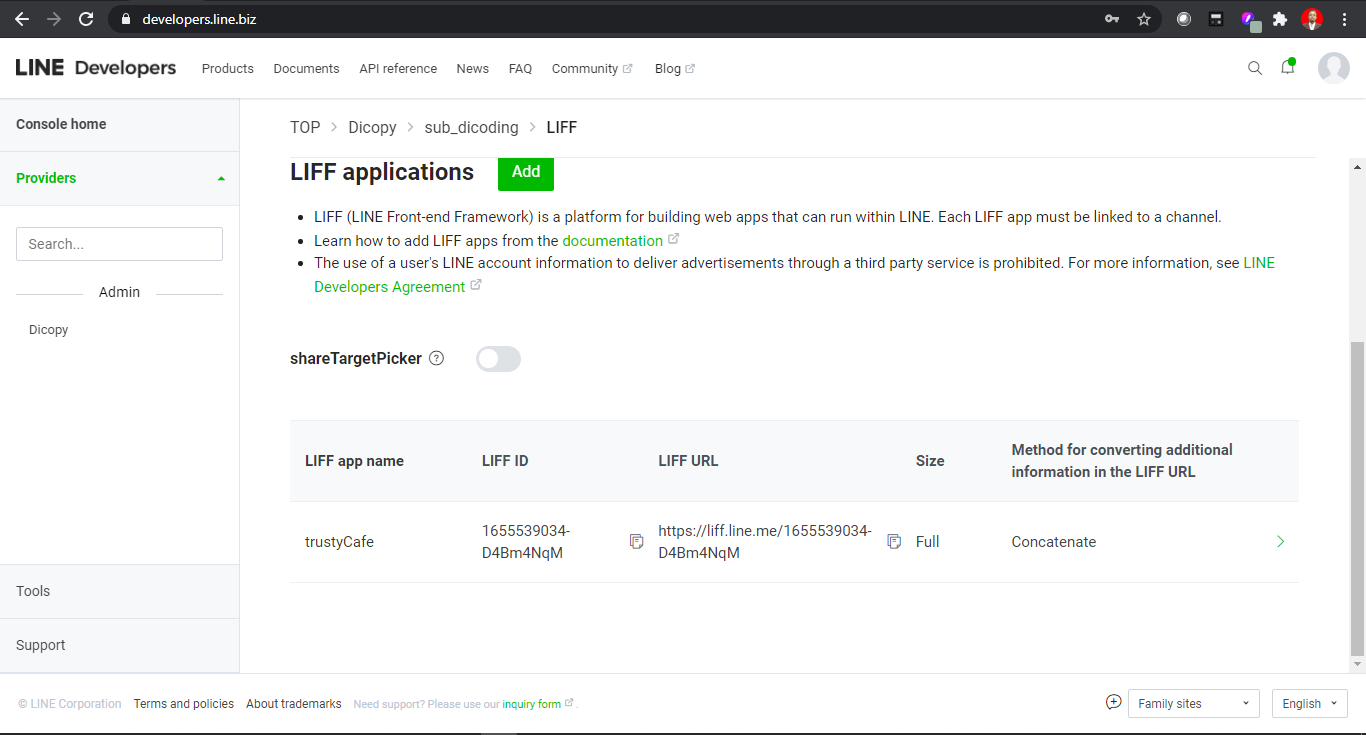 developers.line.biz
LINE Developers
Products Documents API reference News FAQ Community Blog
Console home
Providers
Search...
Admin
Dicopy
Tools
Support
TOP > Dicopy > sub_dicoding > LIFF
LIFF applications Add
• LIFF (LINE Front-end Framework) is a platform for building web apps that can run within LINE. Each LIFF app must be linked to a channel.
• Learn how to add LIFF apps from the documentation
• The use of a user's LINE account information to deliver advertisements through a third party service is prohibited. For more information, see LINE
Developers Agreement
shareTargetPicker ?
LIFF app name LIFF ID LIFF URL Size Method for converting additional
information in the LIFF URL
trustyCafe 1655539034-
D4Bm4NqM https://liff.line.me/1655539034-
D4Bm4NqM Full Concatenate
© LINE Corporation Terms and policies About trademarks Need support? Please use our inquiry form . Family sites English